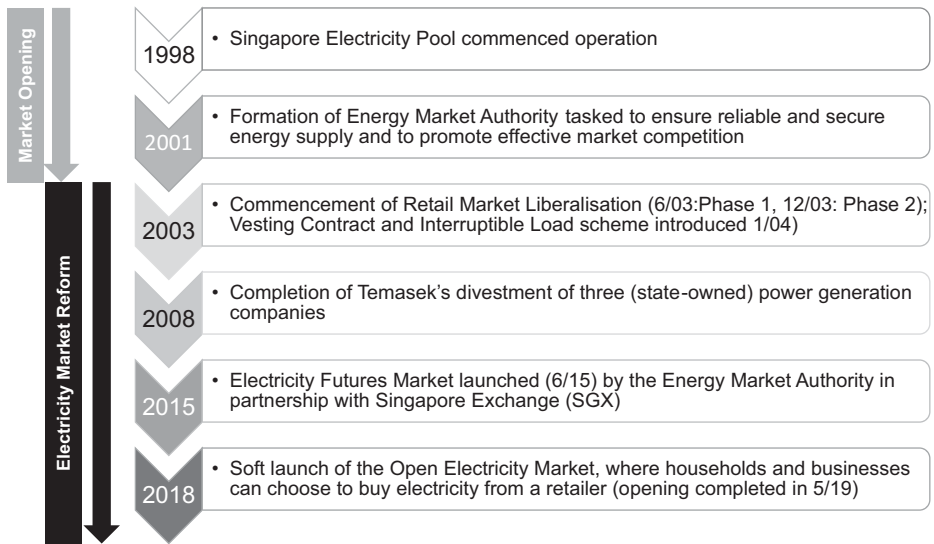 Market Opening
Electricity Market Reform
1998
• Singapore Electricity Pool commenced operation
2001
• Formation of Energy Market Authority tasked to ensure reliable and secure
energy supply and to promote effective market competition
2003
• Commencement of Retail Market Liberalisation (6/03:Phase 1, 12/03: Phase 2);
Vesting Contract and Interruptible Load scheme introduced 1/04)
2008
• Completion of Temasek's divestment of three (state-owned) power generation
companies
2015
• Electricity Futures Market launched (6/15) by the Energy Market Authority in
partnership with Singapore Exchange (SGX)
2018
• Soft launch of the Open Electricity Market, where households and businesses
can choose to buy electricity from a retailer (opening completed in 5/19)